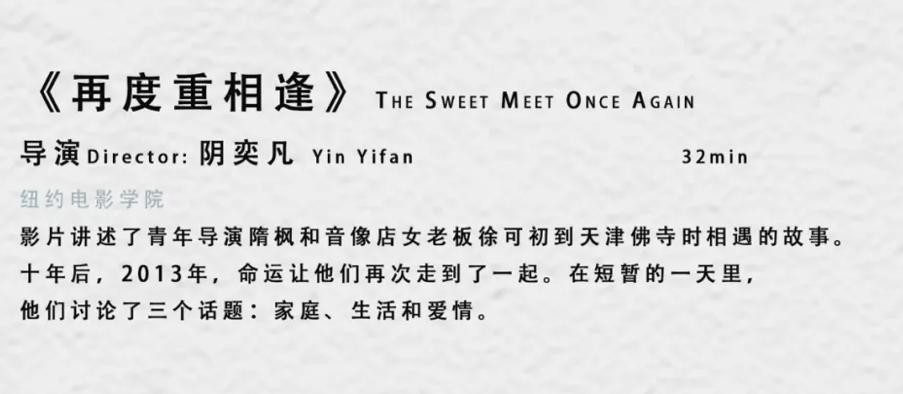 《再度重相逢》 THE SWEET MEET ONCE AGAIN
导演Director: 阴奕凡 Yin Yifan 32min
纽约电影学院
影片讲述了青年导演隋枫和音像店女老板徐可初到天津佛寺时相遇的故事。
十年后，2013年，命运让他们再次走到了一起。在短暂的一天里，
他们讨论了三个话题：家庭、生活和爱情。